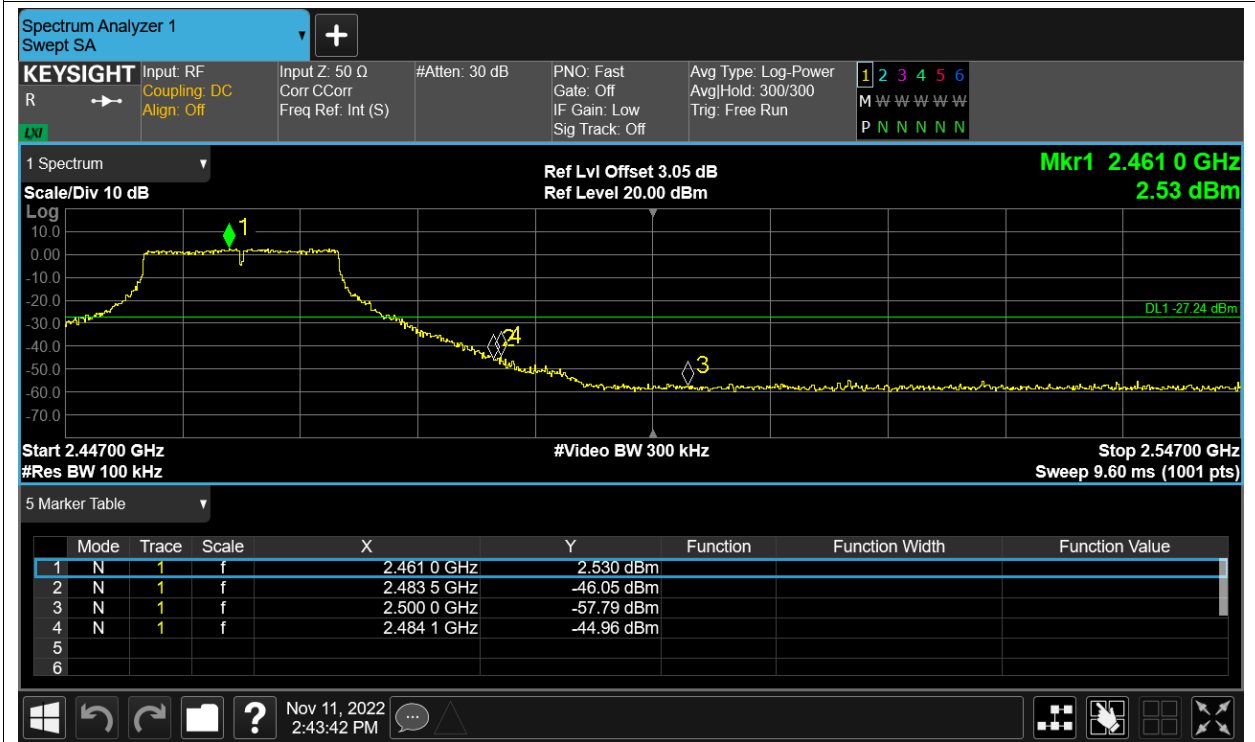 Spectrum Analyzer 1
Swept SA
+
KEYSIGHT Input: RF Input Z: 50 Ω #Atten: 30 dB PNO: Fast Avg Type: Log-Power 1 2 3 4 5 6
R Coupling: DC Corr CCorr Gate: Off Avg|Hold: 300/300 M W W W W W W
Align: Off Freq Ref: Int (S) IF Gain: Low Trig: Free Run
LXI Sig Track: Off P N N N N N N
1 Spectrum Ref Lvl Offset 3.05 dB Mkr1 2.461 0 GHz
Scale/Div 10 dB Ref Level 20.00 dBm 2.53 dBm
Log
10.0
0.00
-10.0
-20.0
-30.0
-40.0
-50.0
-60.0
-70.0
1
DL1 -27.24 dBm
24
3
Start 2.44700 GHz #Video BW 300 kHz Stop 2.54700 GHz
#Res BW 100 kHz Sweep 9.60 ms (1001 pts)
5 Marker Table
Mode Trace Scale X Y Function Function Width Function Value
1 N 1 f 2.461 0 GHz 2.530 dBm
2 N 1 f 2.483 5 GHz -46.05 dBm
3 N 1 f 2.500 0 GHz -57.79 dBm
4 N 1 f 2.484 1 GHz -44.96 dBm
5
6
? Nov 11, 2022
2:43:42 PM